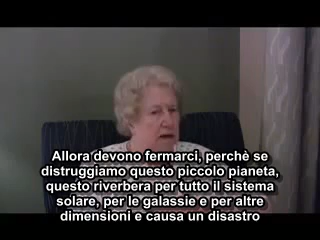 Allora devono fermarci, perchè se
distruggiamo questo piccolo pianeta,
questo riverbera per tutto il sistema
solare, per le galassie e per altre
dimensioni e causa un disastro